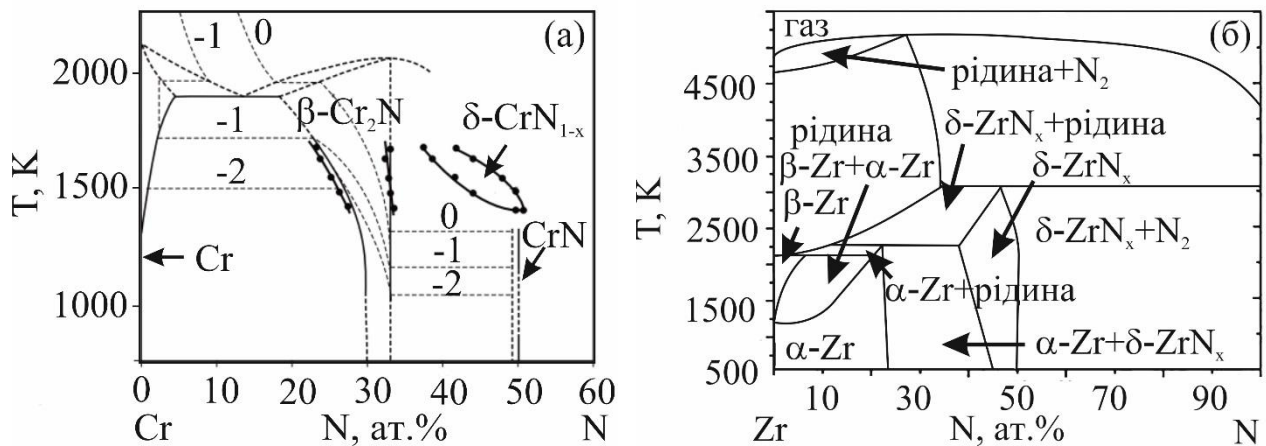 (а)
-1
0
2000
β-Cr₂N
δ-CrN₁₋ₓ
-1
-2
1500
T, K
0
CrN
-1
Cr
-2
1000
0
10
20
30
40
50
60
Cr
N, ат.%
N
газ
(б)
рідина+N₂
4500
рідина
δ-ZrNₓ+рідина
β-Zr+α-Zr
δ-ZrNₓ
3500
β-Zr
T, K
2500
δ-ZrNₓ+N₂
α-Zr+рідина
1500
α-Zr
α-Zr+δ-ZrNₓ
500
10
30
50
70
90
Zr
N, ат.%
N